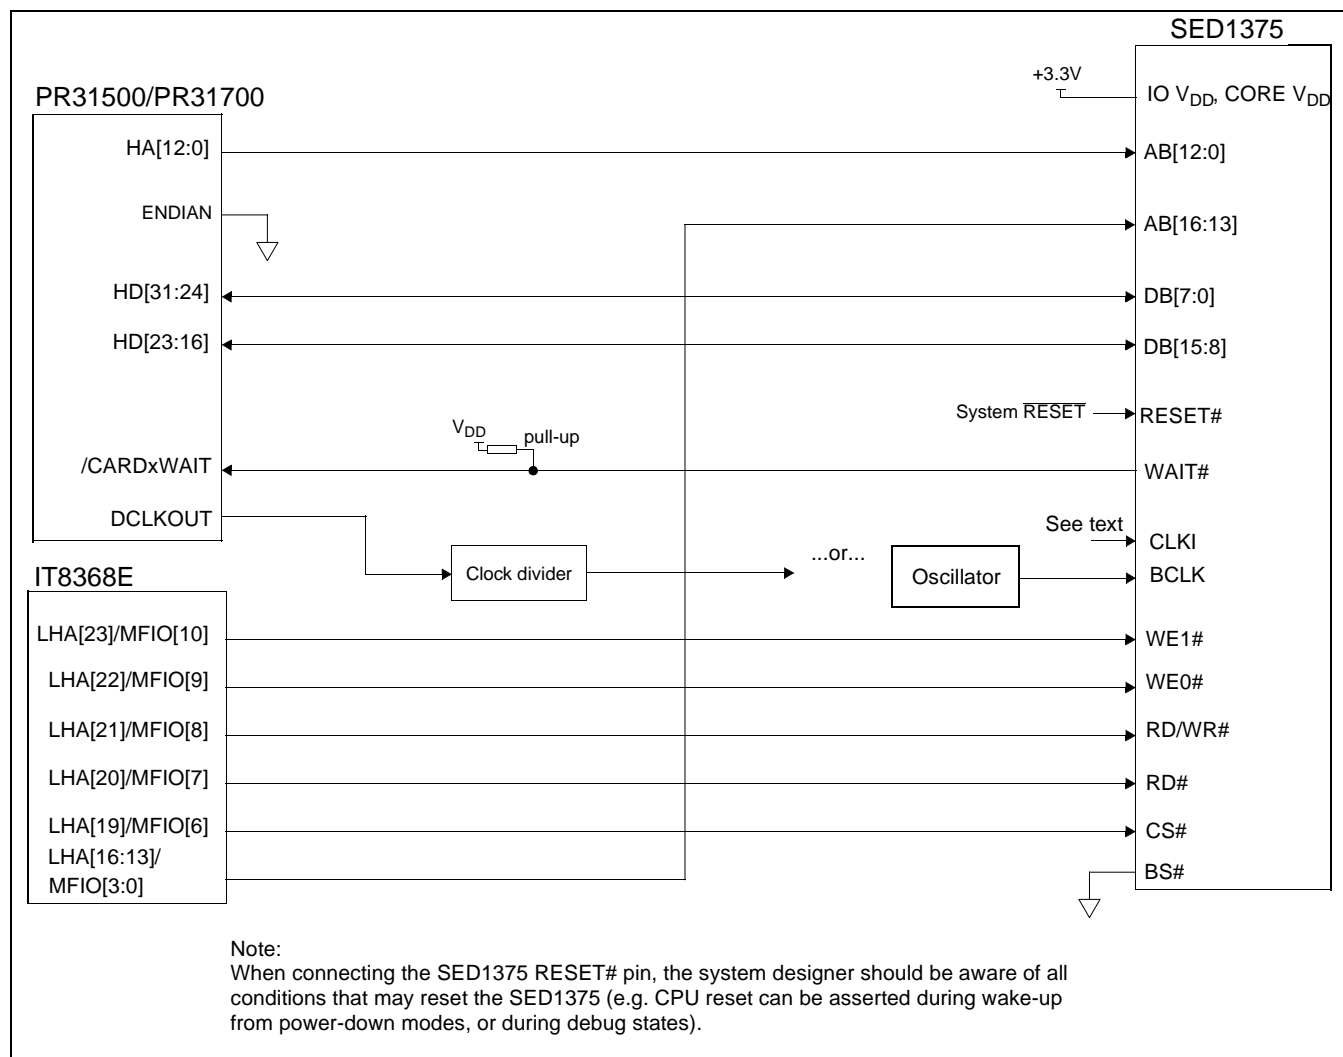 SED1375
+3.3V
IO VDD, CORE VDD
PR31500/PR31700
HA[12:0]
AB[12:0]
ENDIAN
AB[16:13]
HD[31:24]
DB[7:0]
HD[23:16]
DB[15:8]
System RESET
RESET#
VDD
pull-up
/CARDxWAIT
WAIT#
DCLKOUT
See text
CLKI
...or...
Clock divider
Oscillator
BCLK
IT8368E
LHA[23]/MFIO[10]
WE1#
LHA[22]/MFIO[9]
WE0#
LHA[21]/MFIO[8]
RD/WR#
LHA[20]/MFIO[7]
RD#
LHA[19]/MFIO[6]
CS#
LHA[16:13]/
MFIO[3:0]
BS#
Note:
When connecting the SED1375 RESET# pin, the system designer should be aware of all
conditions that may reset the SED1375 (e.g. CPU reset can be asserted during wake-up
from power-down modes, or during debug states).